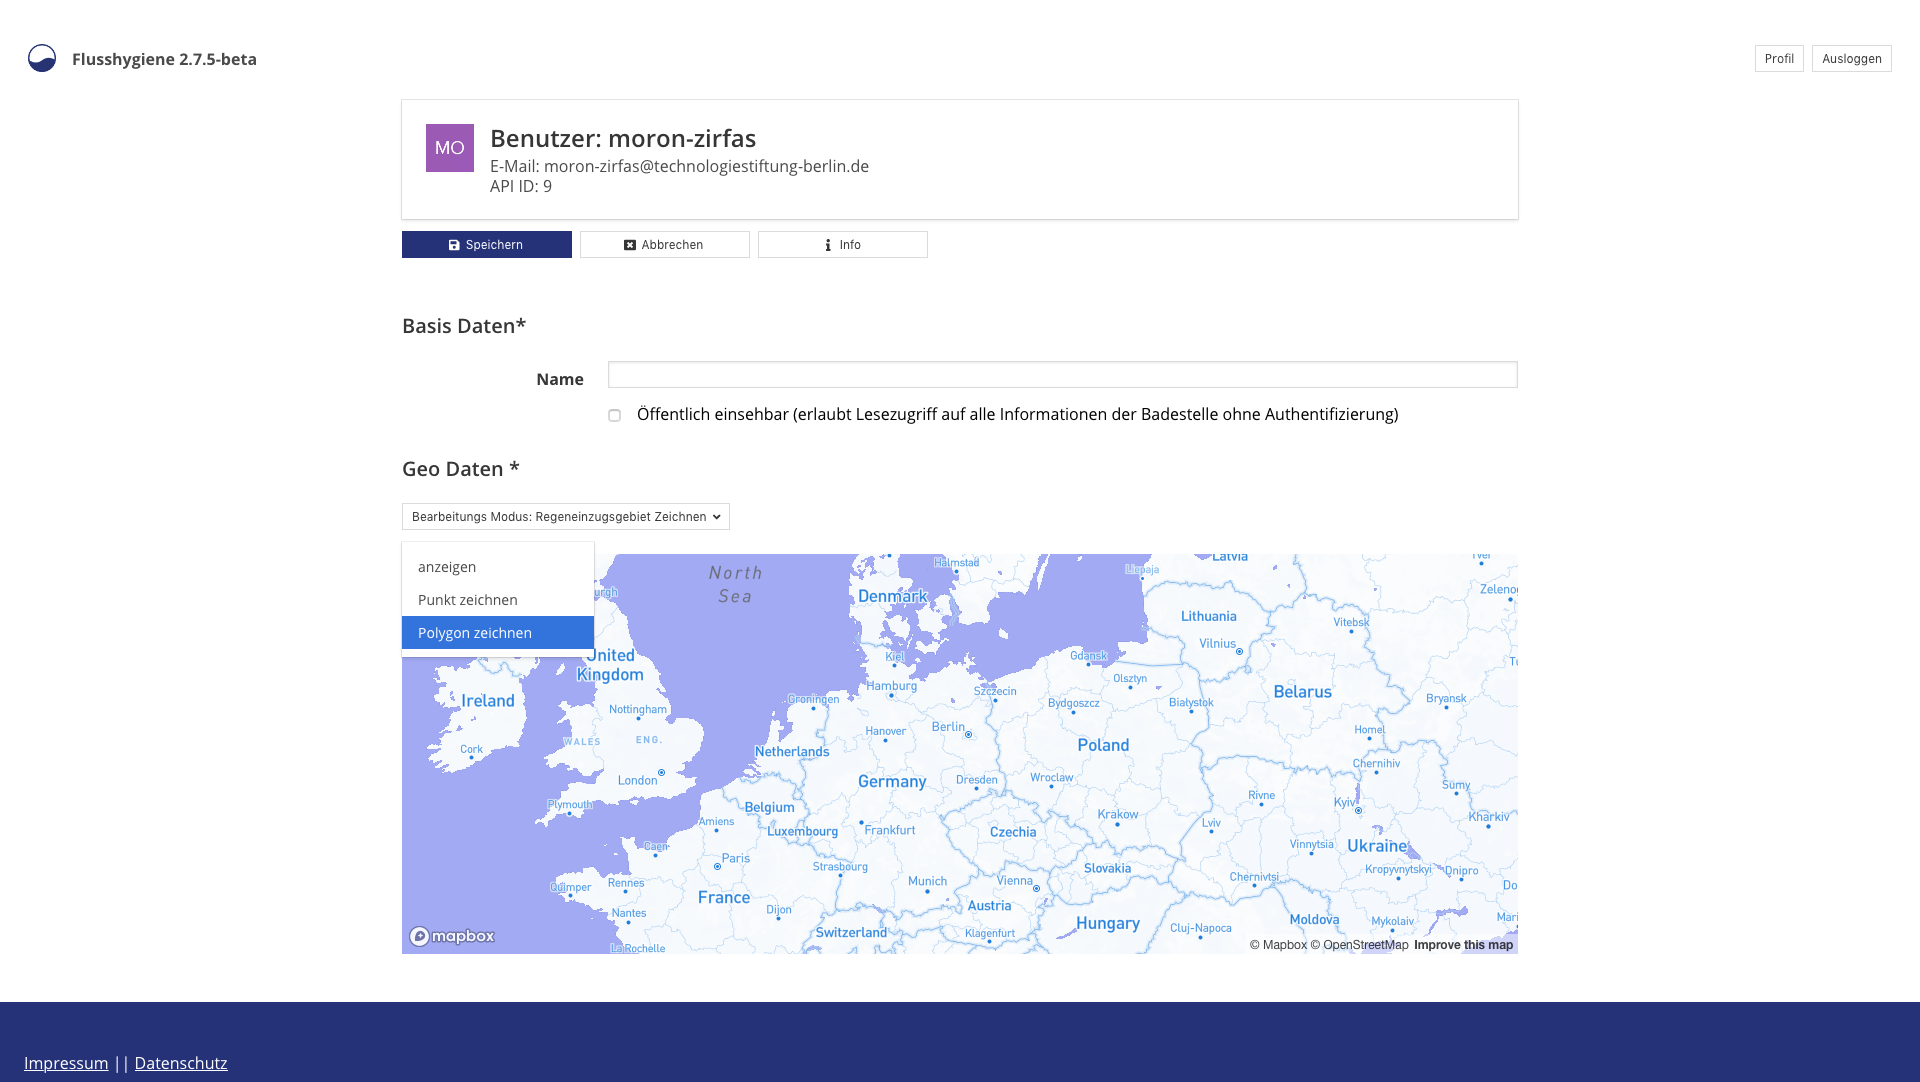 Flusshygiene 2.7.5-beta
Profil
Ausloggen
MO
Benutzer: moron-zirfas
E-Mail: moron-zirfas@technologiestiftung-berlin.de
API ID: 9
Speichern
Abbrechen
Info
Basis Daten*
Name
Öffentlich einsehbar (erlaubt Lesezugriff auf alle Informationen der Badestelle ohne Authentifizierung)
Geo Daten *
Bearbeitungs Modus: Regeneinzugsgebiet Zeichnen
anzeigen
Punkt zeichnen
Polygon zeichnen
North
Sea
Halmstad
Latvia
Liepaja
Denmark
Lithuania
Vitebsk
Vilnius
United
Kingdom
Kiel
Gdansk
Olsztyn
Ireland
Hamburg
Szczecin
Belarus
Groningen
Bydgoszcz
Bialystok
Bryansk
Nottingham
Hanover
Berlin
Homel
WALES
ENG.
Cork
Netherlands
Poland
Chernihiv
London
Germany
Dresden
Wroclaw
Sumy
Plymouth
Belgium
Rivne
Kyiv
Amiens
Luxembourg
Frankfurt
Czechia
Krakow
Lviv
Kharkiv
Caen
Paris
Vinnytsia
Ukraine
Strasbourg
Slovakia
Kropyvnytskyi
Dnipro
Quimper
Rennes
Munich
Vienna
Chernivtsi
France
Austria
Nantes
Dijon
Hungary
Moldova
Mykolaiv
Switzerland
Klagenfurt
Cluj-Napoca
La Rochelle
mapbox
© Mapbox © OpenStreetMap Improve this map
Impressum || Datenschutz